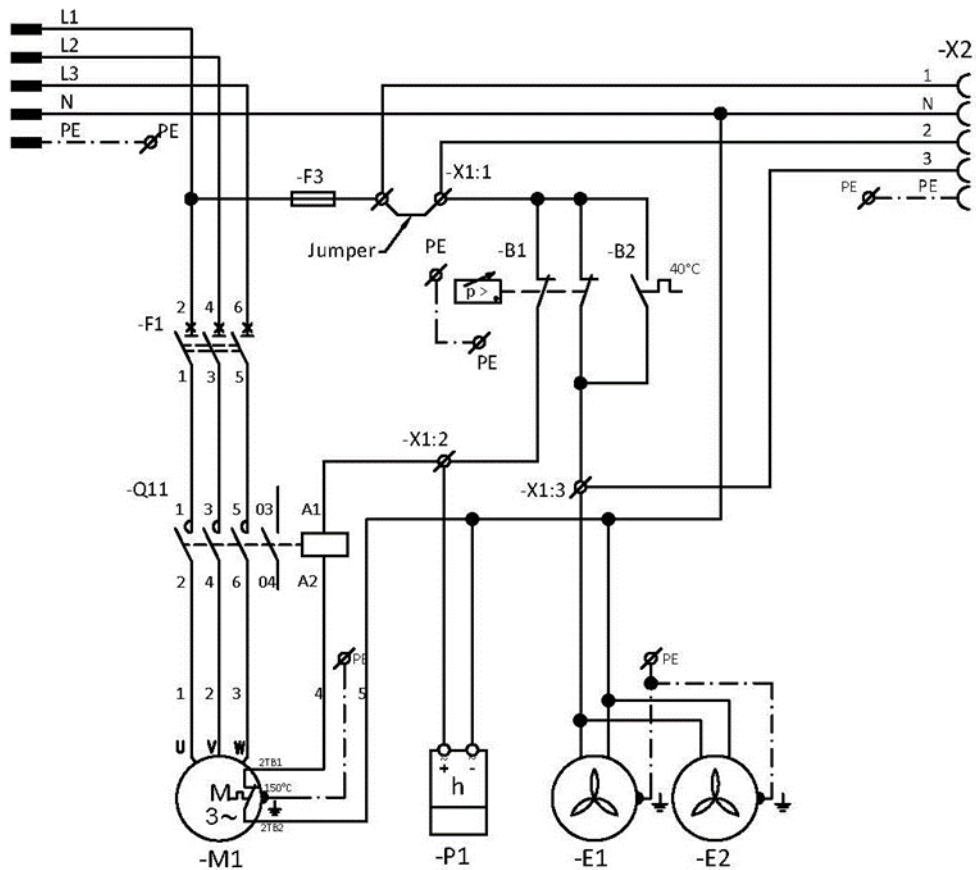 L1
L2
L3
N
PE
PE
-X2
1
N
2
3
PE
PE
-F3
-X1:1
Jumper
PE
-B1
-B2
40°C
p >
PE
2 4 6
-F1
1 3 5
-X1:2
-X1:3
-Q11
1 3 5 03 A1
2 4 6 04 A2
PE
PE
1 2 3 4 5
U V W
2TB1
150°C
M
3~
2TB2
~ ~
+ -
h
-M1
-P1
-E1
-E2